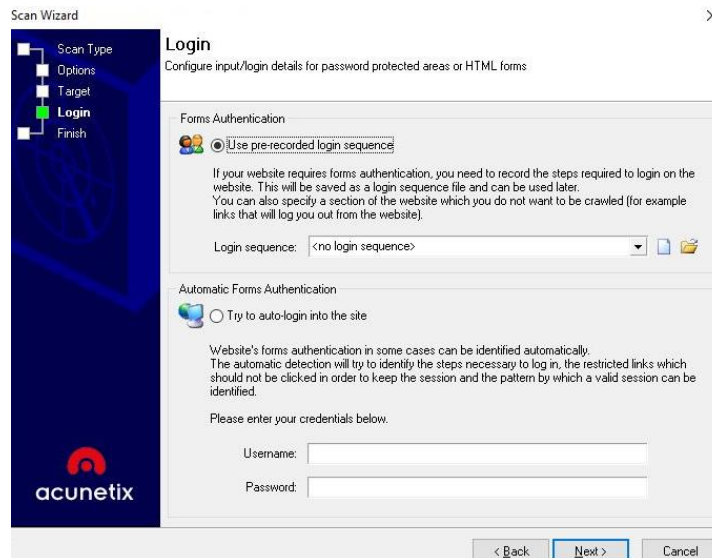 Scan Wizard
Scan Type
Options
Target
Login
Finish
Login
Configure input/login details for password protected areas or HTML forms
Forms Authentication
Use pre-recorded login sequence
If your website requires forms authentication, you need to record the steps required to login on the
website. This will be saved as a login sequence file and can be used later.
You can also specify a section of the website which you do not want to be crawled (for example
links that will log you out from the website).
Login sequence: <no login sequence>
Automatic Forms Authentication
Try to auto-login into the site
Website's forms authentication in some cases can be identified automatically.
The automatic detection will try to identify the steps necessary to log in, the restricted links which
should not be clicked in order to keep the session and the pattern by which a valid session can be
identified.
Please enter your credentials below.
Username:
Password:
acunetix
< Back Next > Cancel